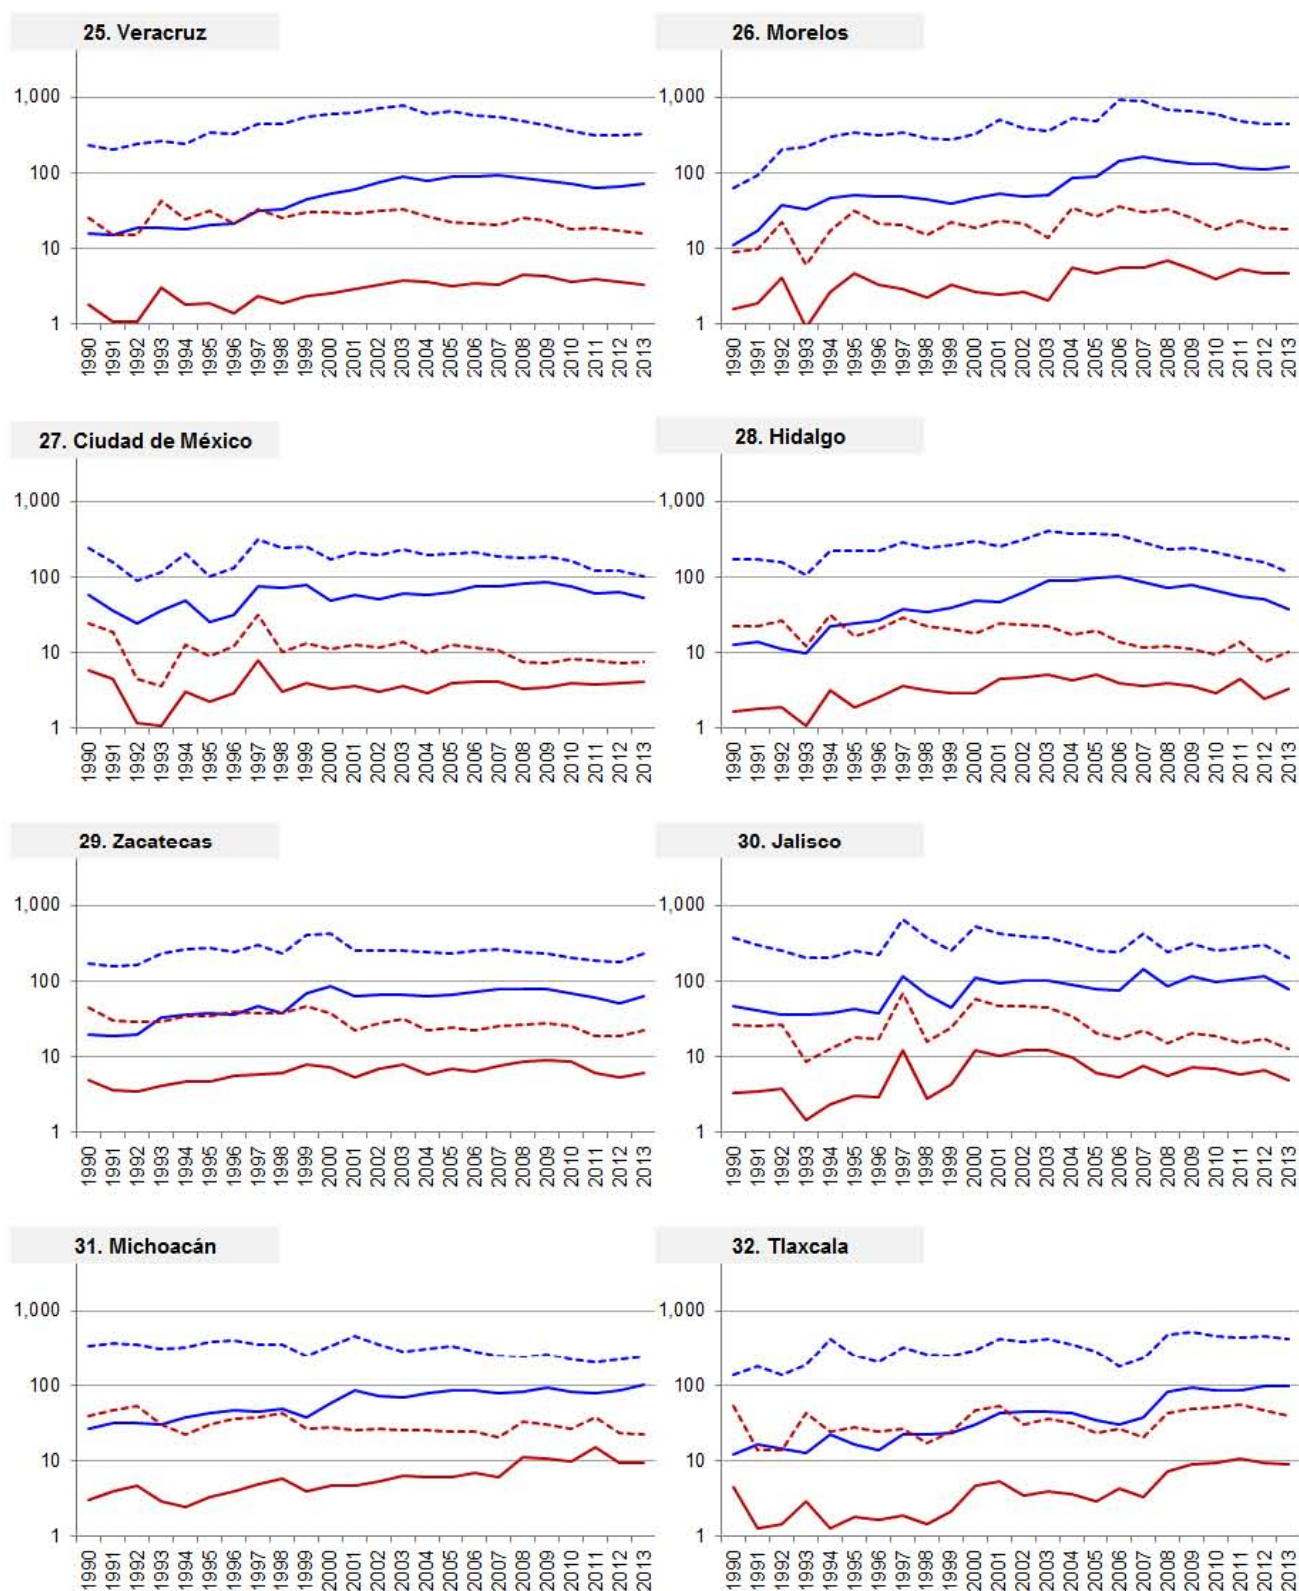 25. Veracruz
1,000
100
10
1
1990 1991 1992 1993 1994 1995 1996 1997 1998 1999 2000 2001 2002 2003 2004 2005 2006 2007 2008 2009 2010 2011 2012 2013
26. Morelos
1,000
100
10
1
1990 1991 1992 1993 1994 1995 1996 1997 1998 1999 2000 2001 2002 2003 2004 2005 2006 2007 2008 2009 2010 2011 2012 2013
27. Ciudad de México
1,000
100
10
1
1990 1991 1992 1993 1994 1995 1996 1997 1998 1999 2000 2001 2002 2003 2004 2005 2006 2007 2008 2009 2010 2011 2012 2013
28. Hidalgo
1,000
100
10
1
1990 1991 1992 1993 1994 1995 1996 1997 1998 1999 2000 2001 2002 2003 2004 2005 2006 2007 2008 2009 2010 2011 2012 2013
29. Zacatecas
1,000
100
10
1
1990 1991 1992 1993 1994 1995 1996 1997 1998 1999 2000 2001 2002 2003 2004 2005 2006 2007 2008 2009 2010 2011 2012 2013
30. Jalisco
1,000
100
10
1
1990 1991 1992 1993 1994 1995 1996 1997 1998 1999 2000 2001 2002 2003 2004 2005 2006 2007 2008 2009 2010 2011 2012 2013
31. Michoacán
1,000
100
10
1
1990 1991 1992 1993 1994 1995 1996 1997 1998 1999 2000 2001 2002 2003 2004 2005 2006 2007 2008 2009 2010 2011 2012 2013
32. Tlaxcala
1,000
100
10
1
1990 1991 1992 1993 1994 1995 1996 1997 1998 1999 2000 2001 2002 2003 2004 2005 2006 2007 2008 2009 2010 2011 2012 2013